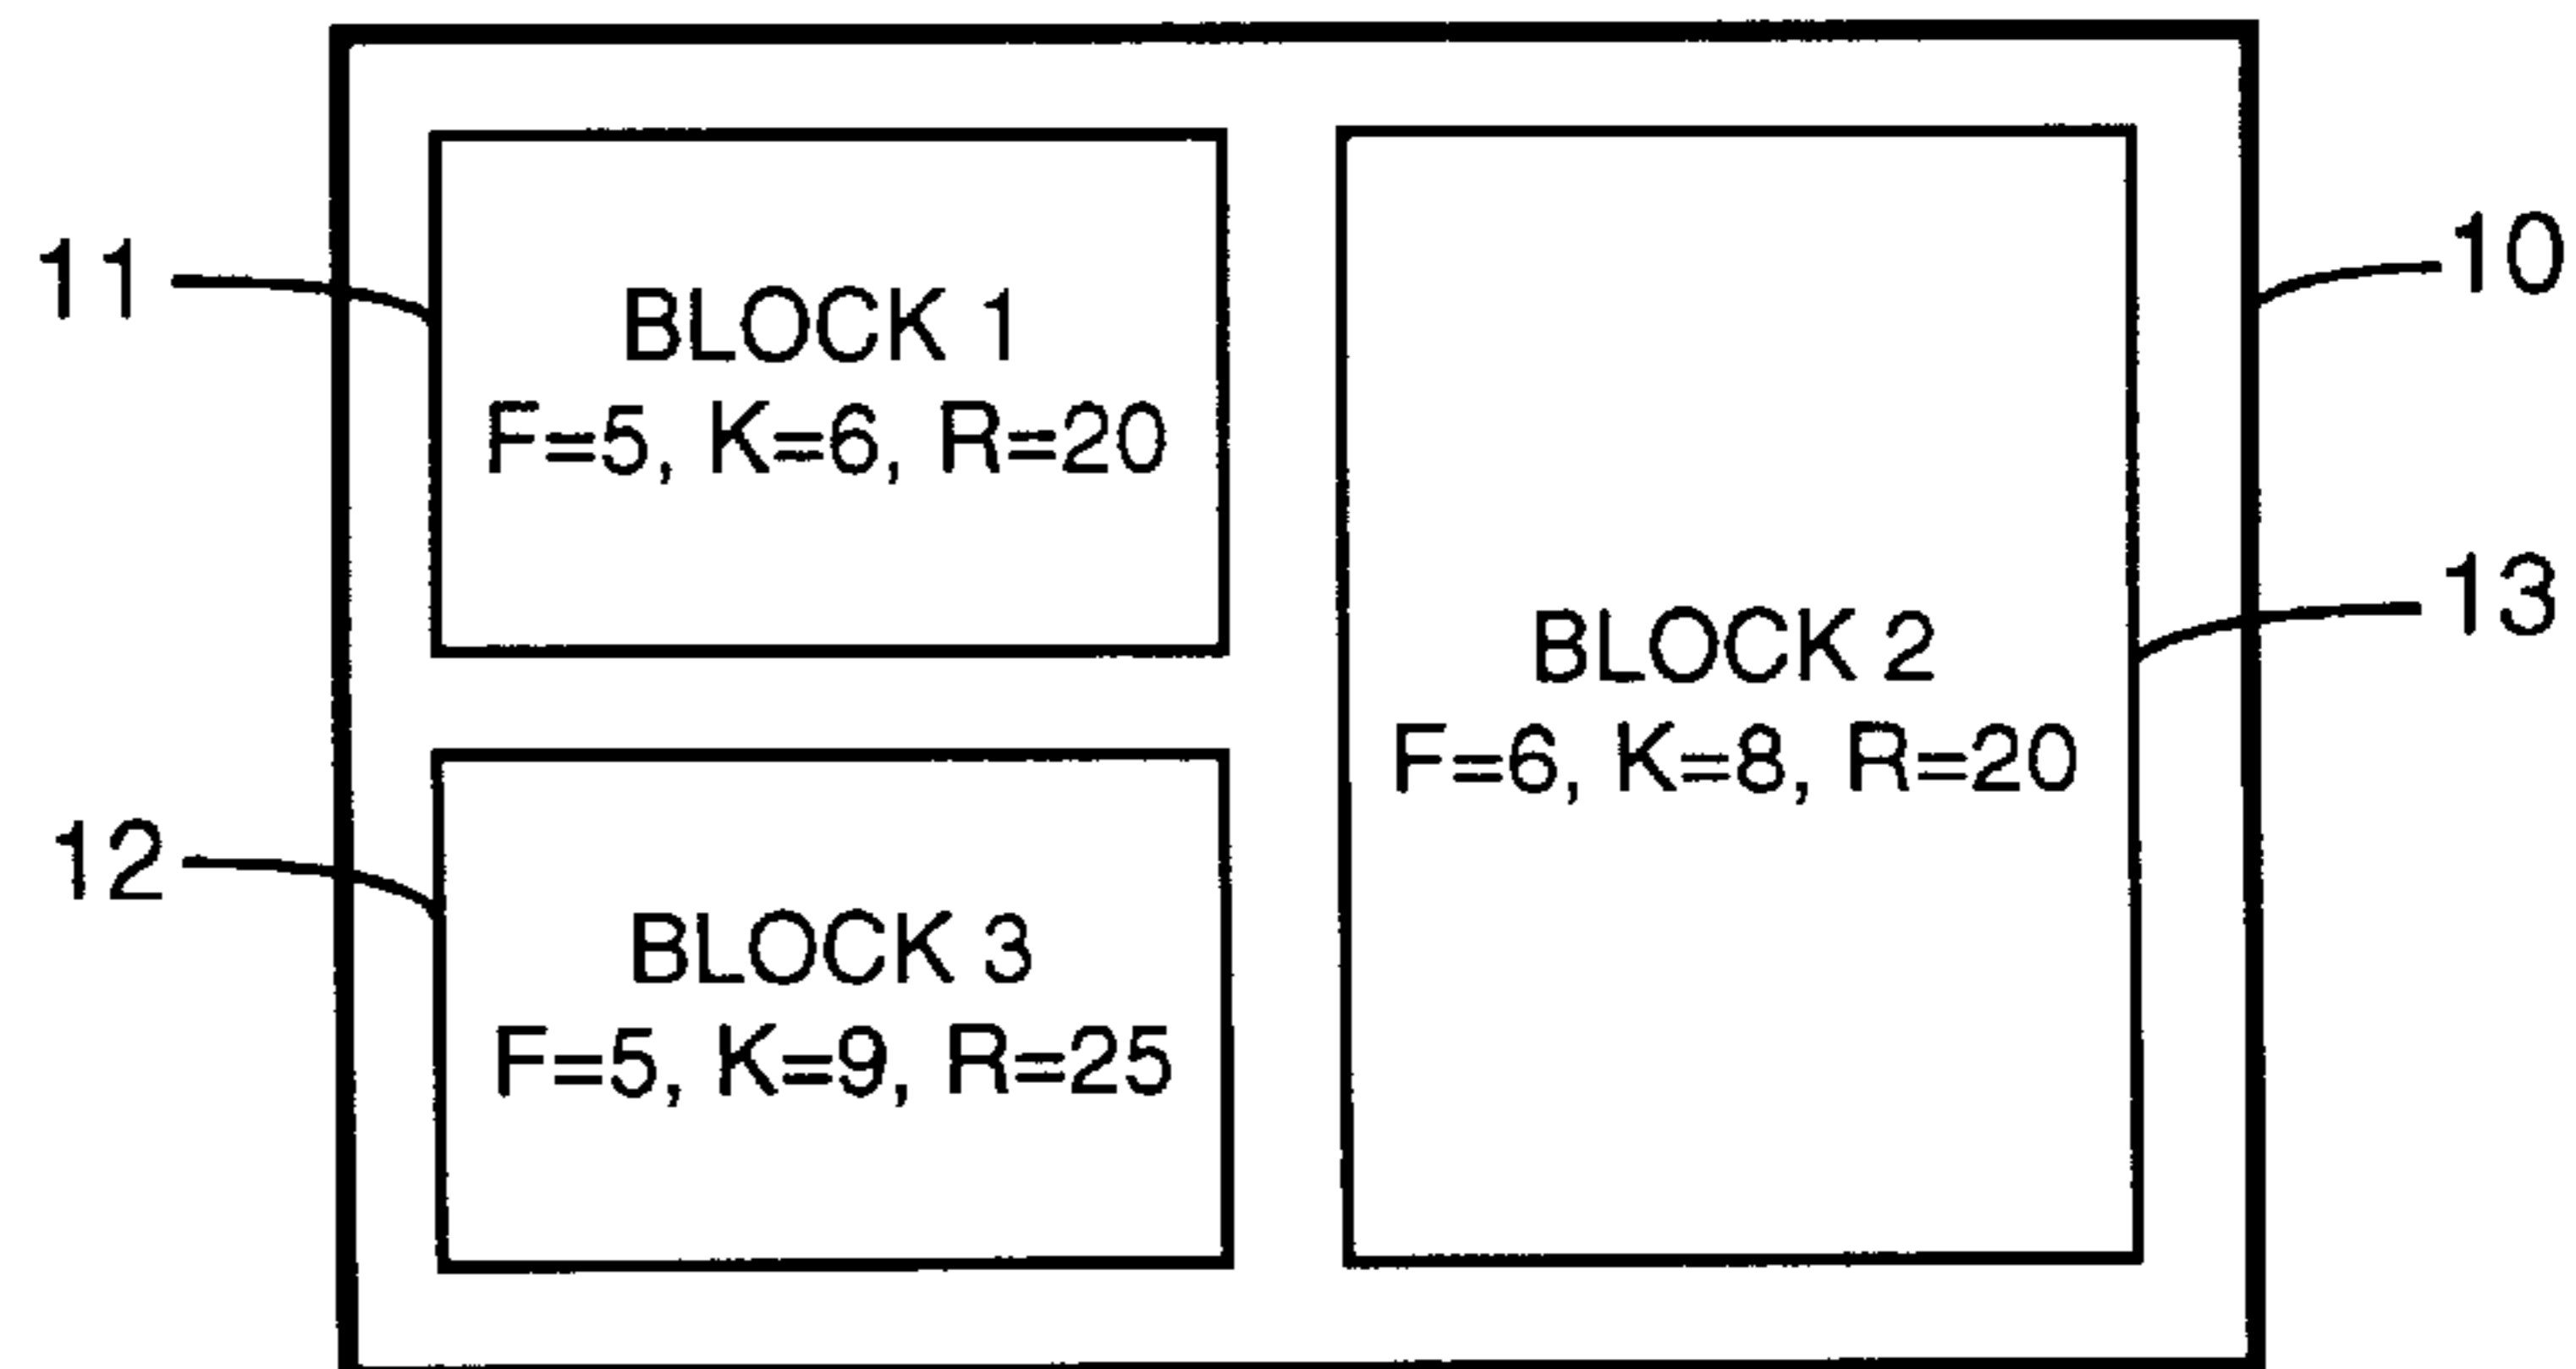 11
BLOCK 1
F=5, K=6, R=20
10
BLOCK 2
F=6, K=8, R=20
13
12
BLOCK 3
F=5, K=9, R=25